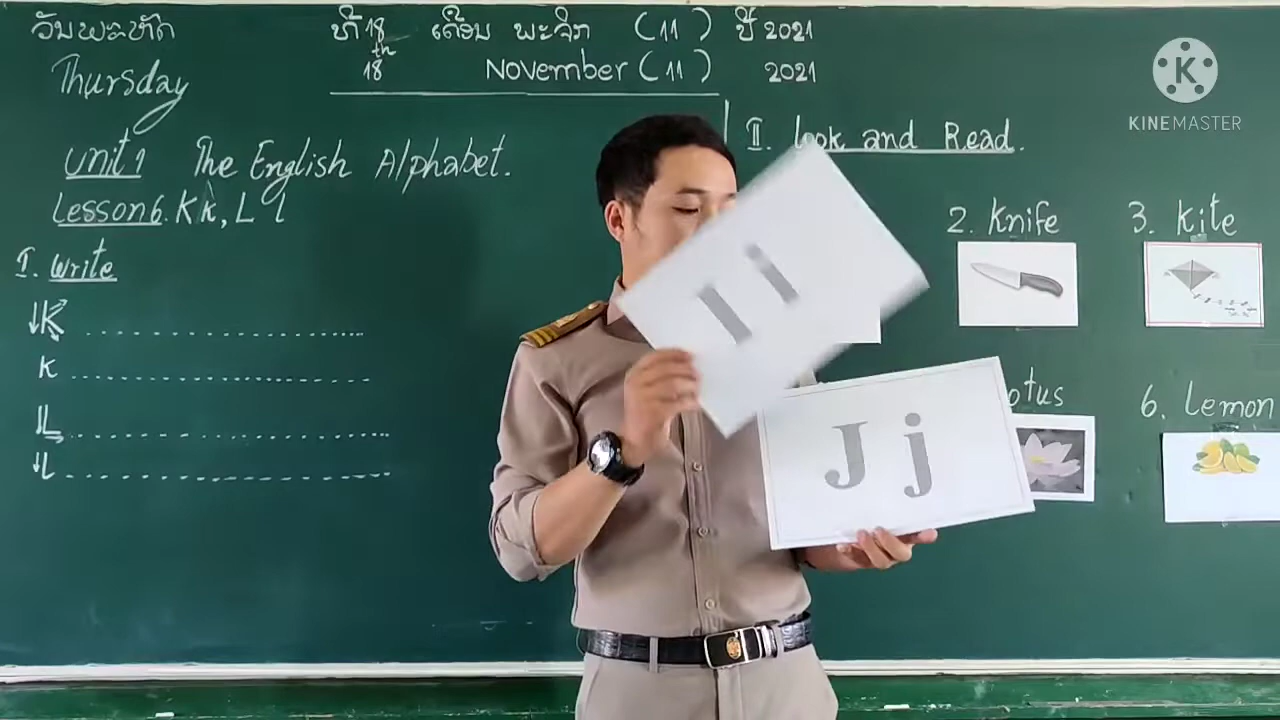 ວັນພະຫັດ ທີ 18 ເດືອນ ພະຈິກ (11) ປີ 2021
Thursday 18th November (11) 2021
Unit 1 The English Alphabet.
Lesson 6. K k, L l
I. Write
K
k
L
l
II. Look and Read.
2. Knife
3. Kite
otus
6. Lemon
I i
J j
K
KINEMASTER